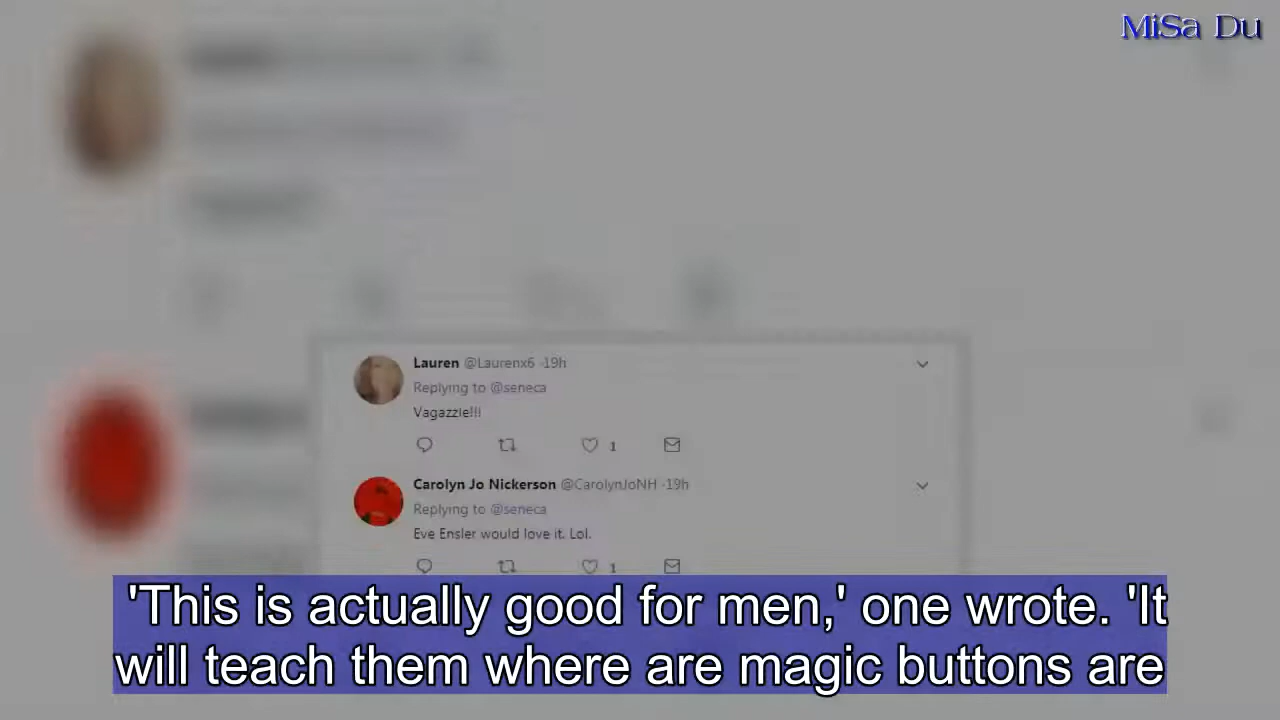 MiSa Du
Lauren @Laurenx6 · 19h
Replying to @seneca
Vagazzle!!!
1
Carolyn Jo Nickerson @CarolynJoNH · 19h
Replying to @seneca
Eve Ensler would love it. Lol.
1
'This is actually good for men,' one wrote. 'It
will teach them where are magic buttons are